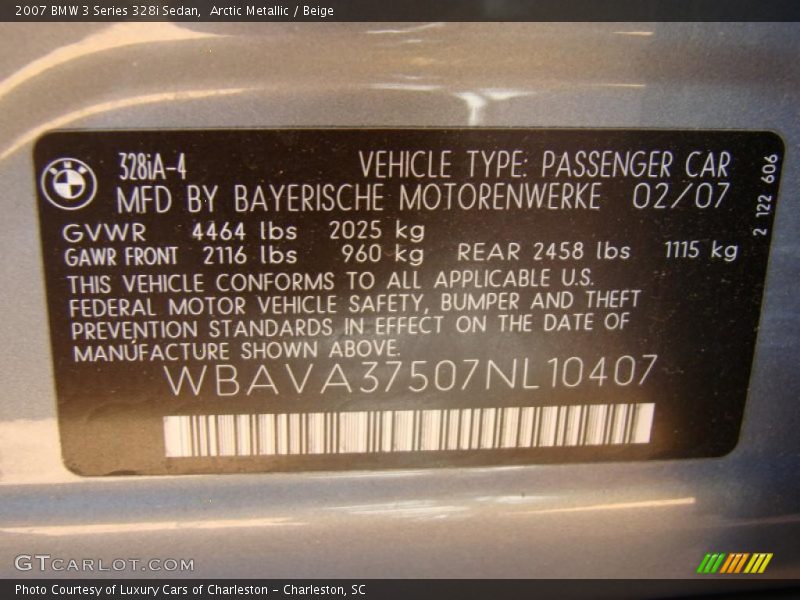 2007 BMW 3 Series 328i Sedan, Arctic Metallic / Beige
BMW
328iA-4 VEHICLE TYPE: PASSENGER CAR
MFD BY BAYERISCHE MOTORENWERKE 02/07
GVWR 4464 lbs 2025 kg
GAWR FRONT 2116 lbs 960 kg REAR 2458 lbs 1115 kg
THIS VEHICLE CONFORMS TO ALL APPLICABLE U.S.
FEDERAL MOTOR VEHICLE SAFETY, BUMPER AND THEFT
PREVENTION STANDARDS IN EFFECT ON THE DATE OF
MANUFACTURE SHOWN ABOVE.
WBAVA37507NL10407
2 122 606
GTCARLOT.COM
Photo Courtesy of Luxury Cars of Charleston - Charleston, SC